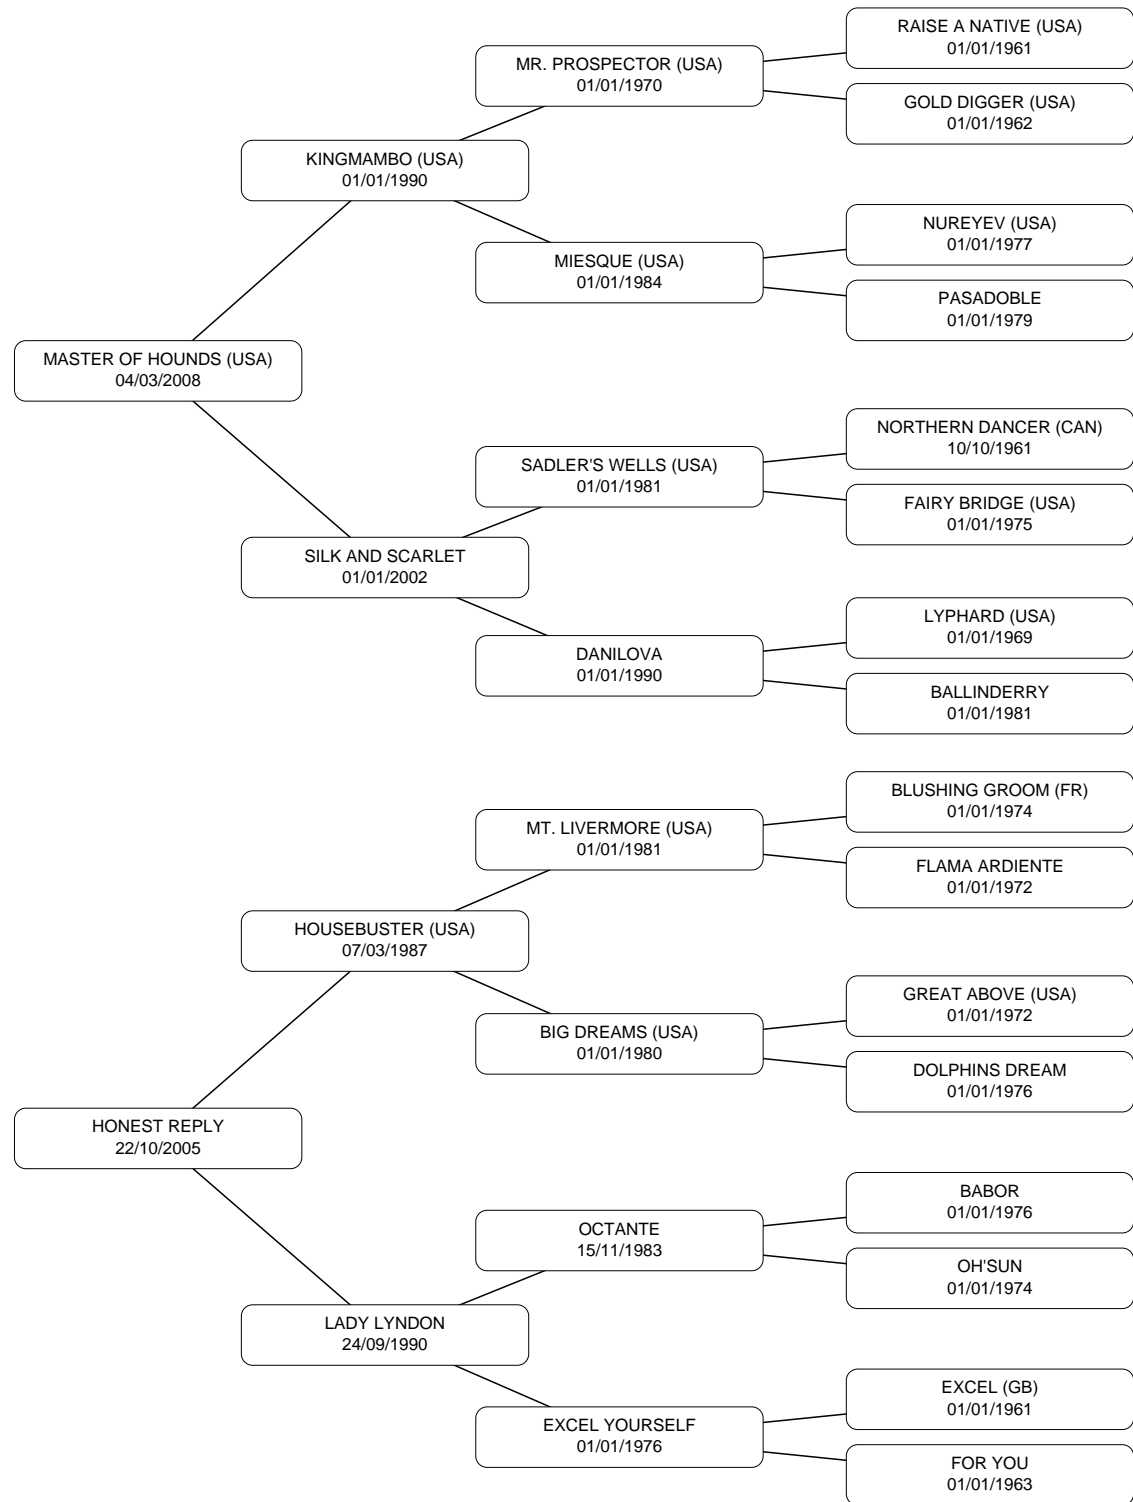 RAISE A NATIVE (USA)
01/01/1961
MR. PROSPECTOR (USA)
01/01/1970
GOLD DIGGER (USA)
01/01/1962
KINGMAMBO (USA)
01/01/1990
NUREYEV (USA)
01/01/1977
MIESQUE (USA)
01/01/1984
PASADOBLE
01/01/1979
MASTER OF HOUNDS (USA)
04/03/2008
NORTHERN DANCER (CAN)
10/10/1961
SADLER'S WELLS (USA)
01/01/1981
FAIRY BRIDGE (USA)
01/01/1975
SILK AND SCARLET
01/01/2002
LYPHARD (USA)
01/01/1969
DANILOVA
01/01/1990
BALLINDERRY
01/01/1981
BLUSHING GROOM (FR)
01/01/1974
MT. LIVERMORE (USA)
01/01/1981
FLAMA ARDIENTE
01/01/1972
HOUSEBUSTER (USA)
07/03/1987
GREAT ABOVE (USA)
01/01/1972
BIG DREAMS (USA)
01/01/1980
DOLPHINS DREAM
01/01/1976
HONEST REPLY
22/10/2005
BABOR
01/01/1976
OCTANTE
15/11/1983
OH'SUN
01/01/1974
LADY LYNDON
24/09/1990
EXCEL (GB)
01/01/1961
EXCEL YOURSELF
01/01/1976
FOR YOU
01/01/1963